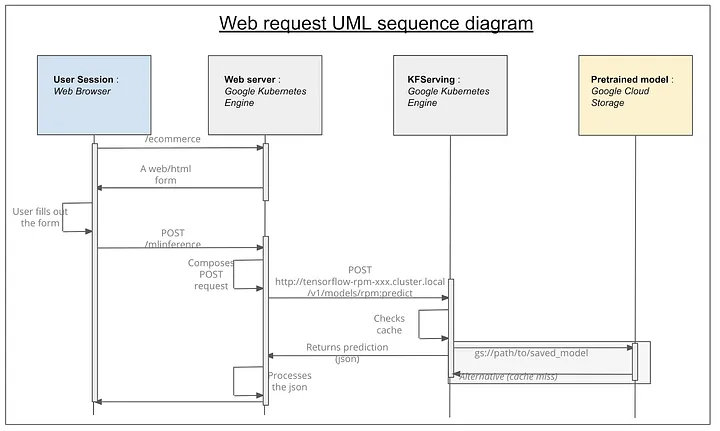 Web request UML sequence diagram
User Session :
Web Browser
Web server :
Google Kubernetes
Engine
KFServing :
Google Kubernetes
Engine
Pretrained model :
Google Cloud
Storage
/ecommerce
A web/html
form
User fills out
the form
POST
/mlinference
Composes
POST
request
POST
http://tensorflow-rpm-xxx.cluster.local
/v1/models/rpm:predict
Checks
cache
Returns prediction
(json)
gs://path/to/saved_model
Alternative (cache miss)
Processes
the json